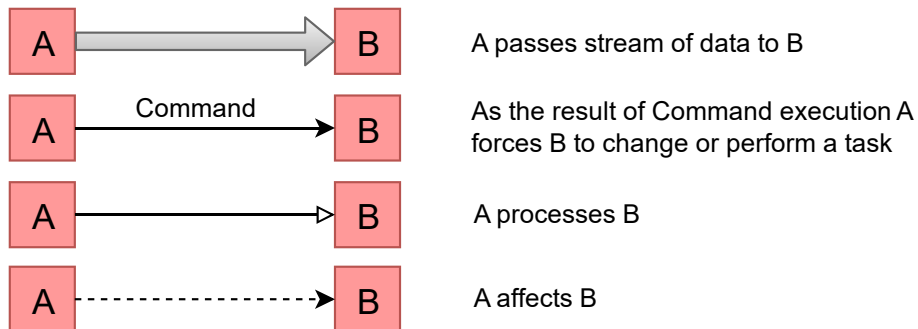 A B A passes stream of data to B
A Command B As the result of Command execution A
forces B to change or perform a task
A B A processes B
A B A affects B